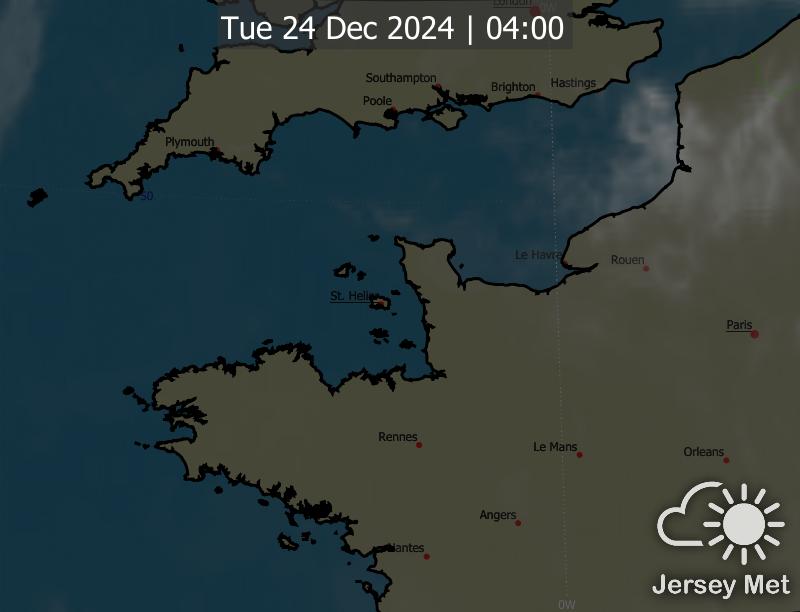 London
0W
Tue 24 Dec 2024 | 04:00
Southampton
Brighton
Hastings
Poole
Plymouth
50
Le Havre
Rouen
St. Helier
Paris
Rennes
Le Mans
Orleans
Angers
Nantes
Jersey Met
0W